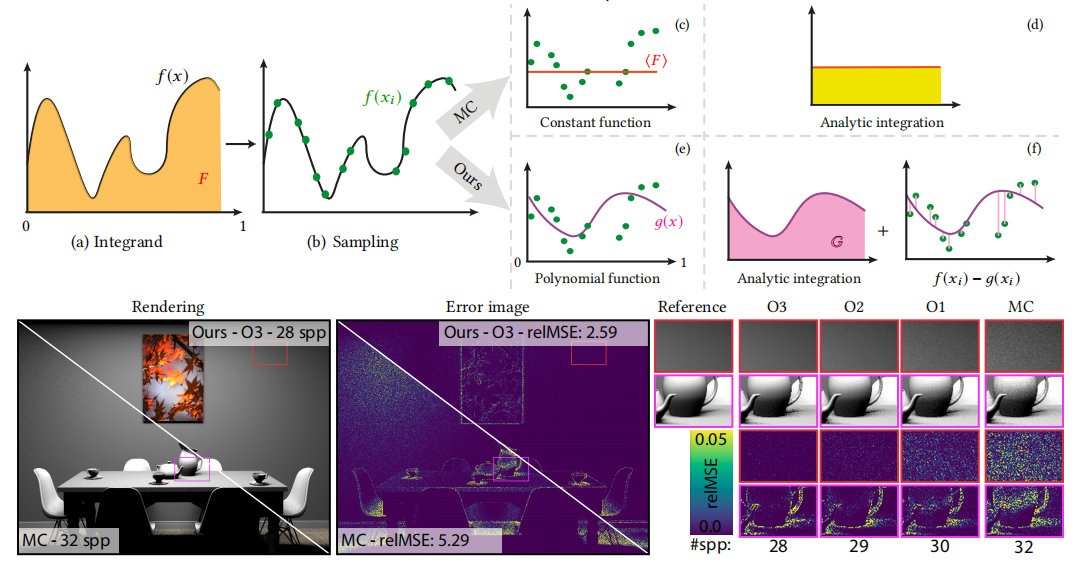 f(x)
F
0
1
(a) Integrand
f(xᵢ)
(b) Sampling
MC
Ours
(c)
⟨F⟩
Constant function
(d)
Analytic integration
(e)
g(x)
0
1
Polynomial function
(f)
G
+
Analytic integration
f(xᵢ) − g(xᵢ)
Rendering
Error image
Reference
O3
O2
O1
MC
Ours - O3 - 28 spp
MC - 32 spp
Ours - O3 - relMSE: 2.59
MC - relMSE: 5.29
0.05
relMSE
0.0
#spp:
28
29
30
32